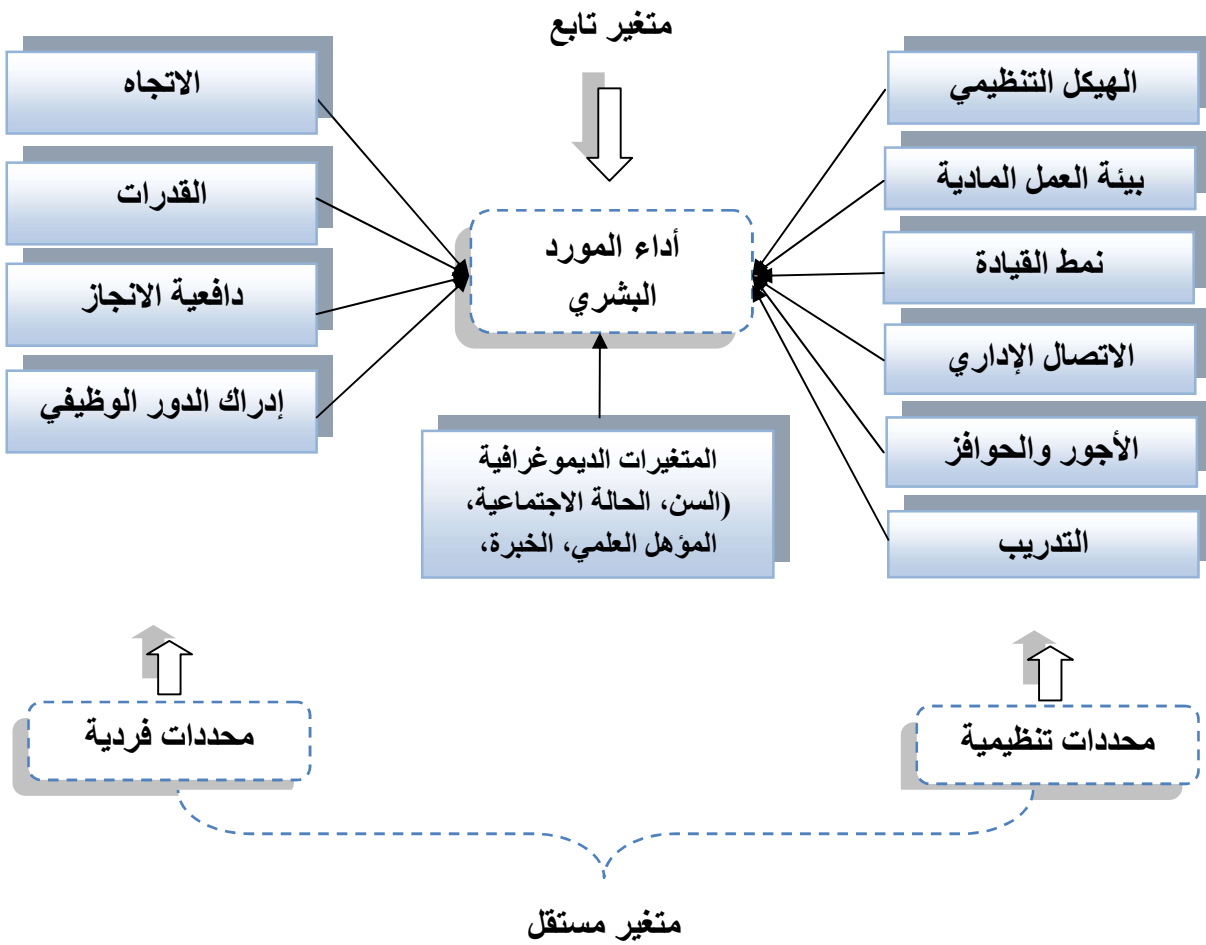 متغير تابع
الهيكل التنظيمي
بيئة العمل المادية
نمط القيادة
الاتصال الإداري
الأجور والحوافز
التدريب
أداء المورد
البشري
الاتجاه
القدرات
دافعية الانجاز
إدراك الدور الوظيفي
المتغيرات الديموغرافية
(السن، الحالة الاجتماعية،
المؤهل العلمي، الخبرة،
محددات تنظيمية
محددات فردية
متغير مستقل